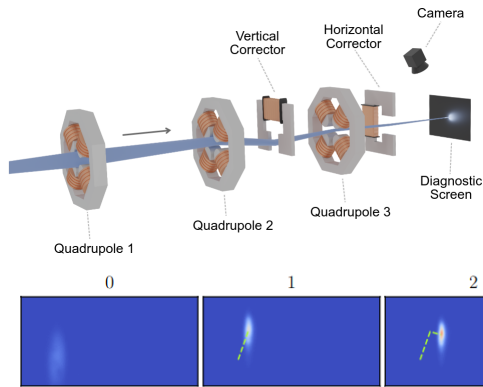 Camera
Vertical
Corrector
Horizontal
Corrector
Diagnostic
Screen
Quadrupole 3
Quadrupole 2
Quadrupole 1
0
1
2